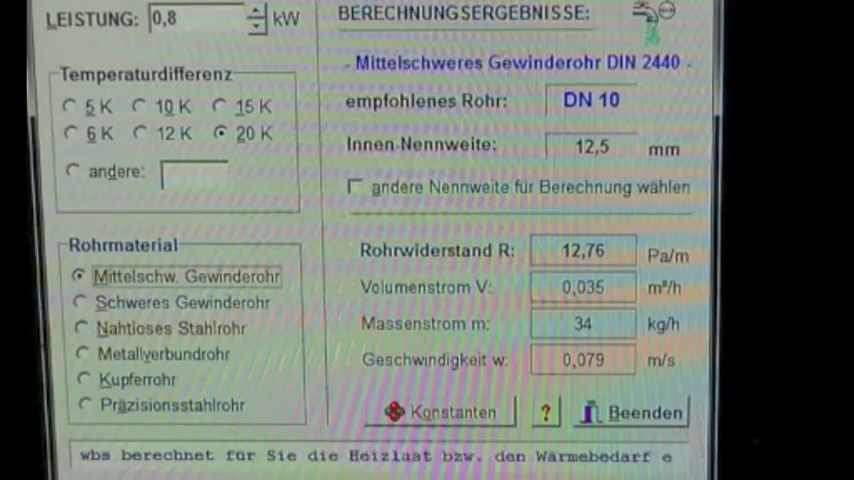 LEISTUNG: 0,8 kW
Temperaturdifferenz
5 K 10 K 15 K
6 K 12 K 20 K
andere:
Rohrmaterial
Mittelschw. Gewinderohr
Schweres Gewinderohr
Nahtloses Stahlrohr
Metallverbundrohr
Kupferrohr
Präzisionsstahlrohr
BERECHNUNGSERGEBNISSE:
- Mittelschweres Gewinderohr DIN 2440 -
empfohlenes Rohr: DN 10
Innen-Nennweite: 12,5 mm
andere Nennweite für Berechnung wählen
Rohrwiderstand R: 12,76 Pa/m
Volumenstrom V: 0,035 m³/h
Massenstrom m: 34 kg/h
Geschwindigkeit w: 0,079 m/s
Konstanten ? Beenden
wbs berechnet für Sie die Heizlast bzw. den Wärmebedarf e